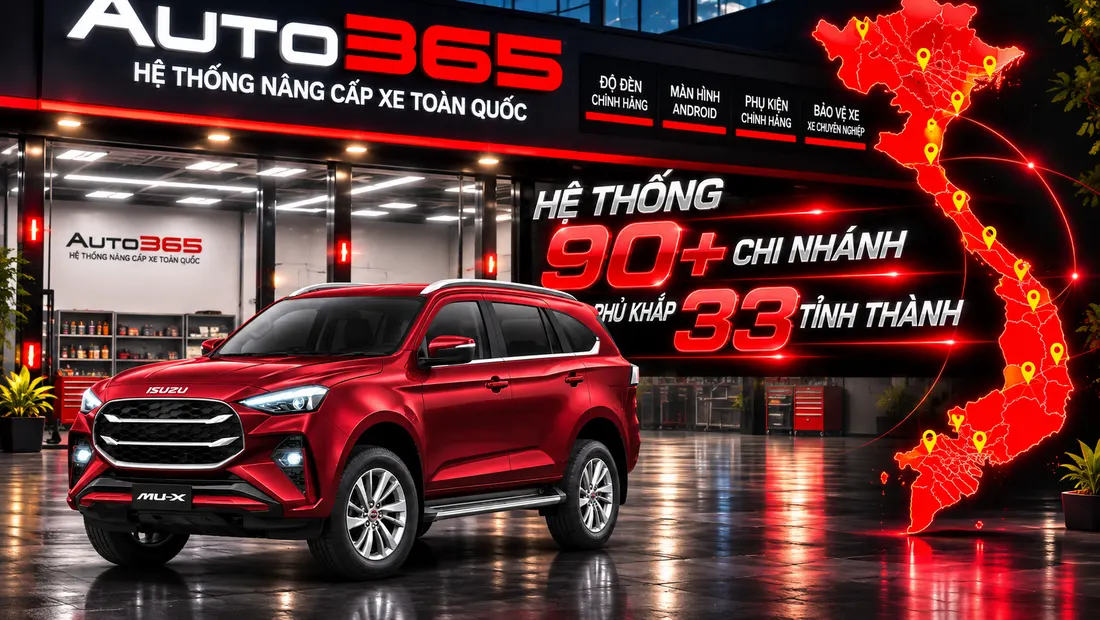 AUTO365
HỆ THỐNG NÂNG CẤP XE TOÀN QUỐC
ĐỘ ĐÈN
CHÍNH HÃNG
MÀN HÌNH
ANDROID
PHỤ KIỆN
CHÍNH HÃNG
BẢO VỆ XE
XE CHUYÊN NGHIỆP
AUTO365
HỆ THỐNG NÂNG CẤP XE TOÀN QUỐC
HỆ THỐNG
90+ CHI NHÁNH
PHỦ KHẮP 33 TỈNH THÀNH
ISUZU
MU-X